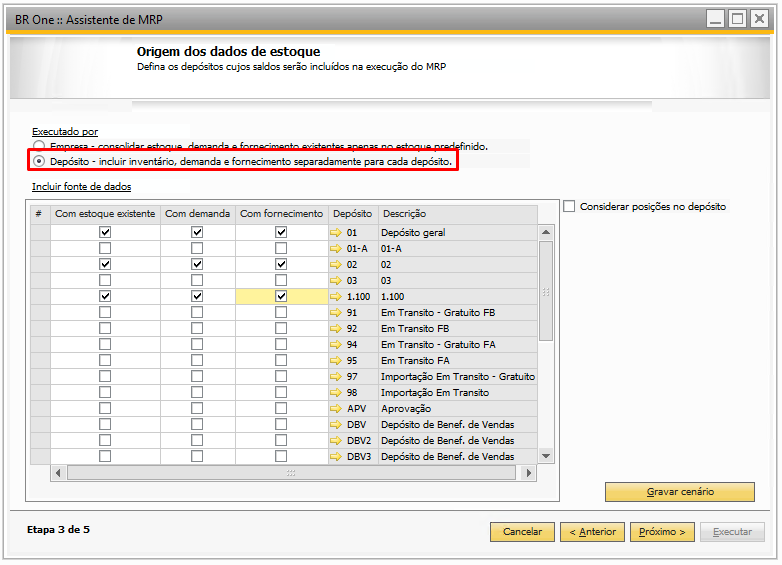 BR One :: Assistente de MRP
Origem dos dados de estoque
Defina os depósitos cujos saldos serão incluídos na execução do MRP
Executado por
Empresa - consolidar estoque, demanda e fornecimento existentes apenas no estoque predefinido.
Depósito - incluir inventário, demanda e fornecimento separadamente para cada depósito.
Incluir fonte de dados
Considerar posições no depósito
# Com estoque existente Com demanda Com fornecimento Depósito Descrição
01 Depósito geral
01-A 01-A
02 02
03 03
1.100 1.100
91 Em Transito - Gratuito FB
92 Em Transito FB
94 Em Transito - Gratuito FA
95 Em Transito FA
97 Importação Em Transito - Gratuito
98 Importação Em Transito
APV Aprovação
DBV Depósito de Benef. de Vendas
DBV2 Depósito de Benef. de Vendas
DBV3 Depósito de Benef. de Vendas
Gravar cenário
Etapa 3 de 5
Cancelar < Anterior Próximo > Executar